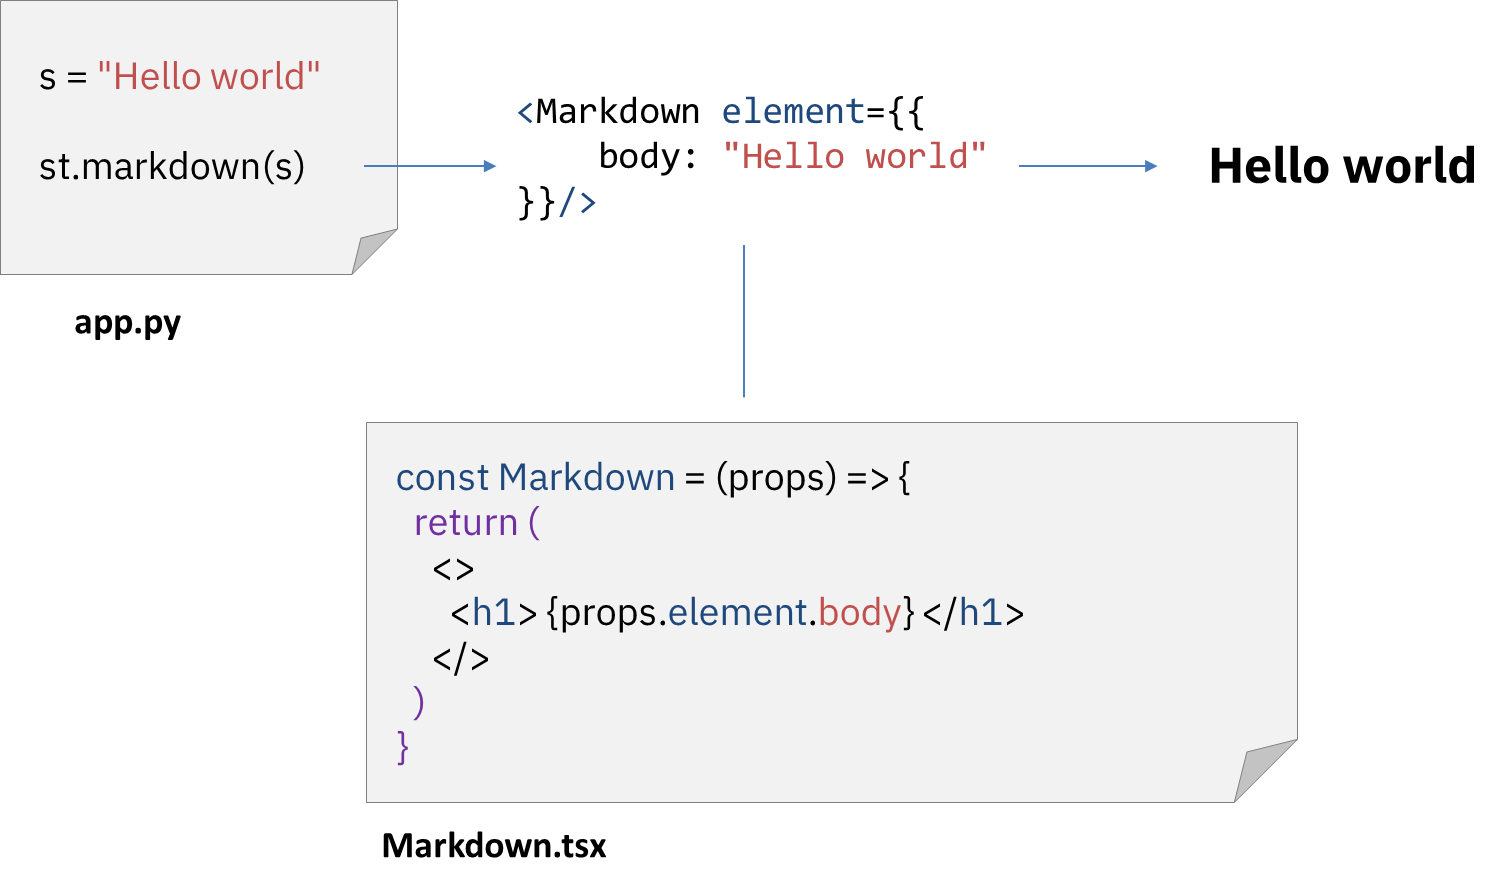 s = "Hello world"
st.markdown(s)
app.py
<Markdown element={{
    body: "Hello world"
}}/>
Hello world
const Markdown = (props) => {
  return (
    <>
      <h1>{props.element.body}</h1>
    </>
  )
}
Markdown.tsx